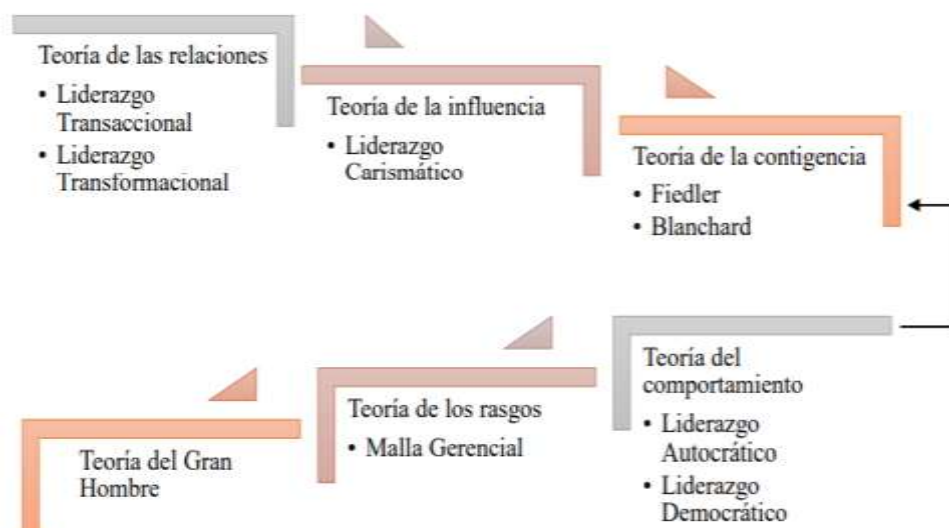 Teoría de las relaciones
• Liderazgo
Transaccional
• Liderazgo
Transformacional
Teoría de la influencia
• Liderazgo
Carismático
Teoría de la contigencia
• Fiedler
• Blanchard
Teoría del Gran
Hombre
Teoría de los rasgos
• Malla Gerencial
Teoría del
comportamiento
• Liderazgo
Autocrático
• Liderazgo
Democrático